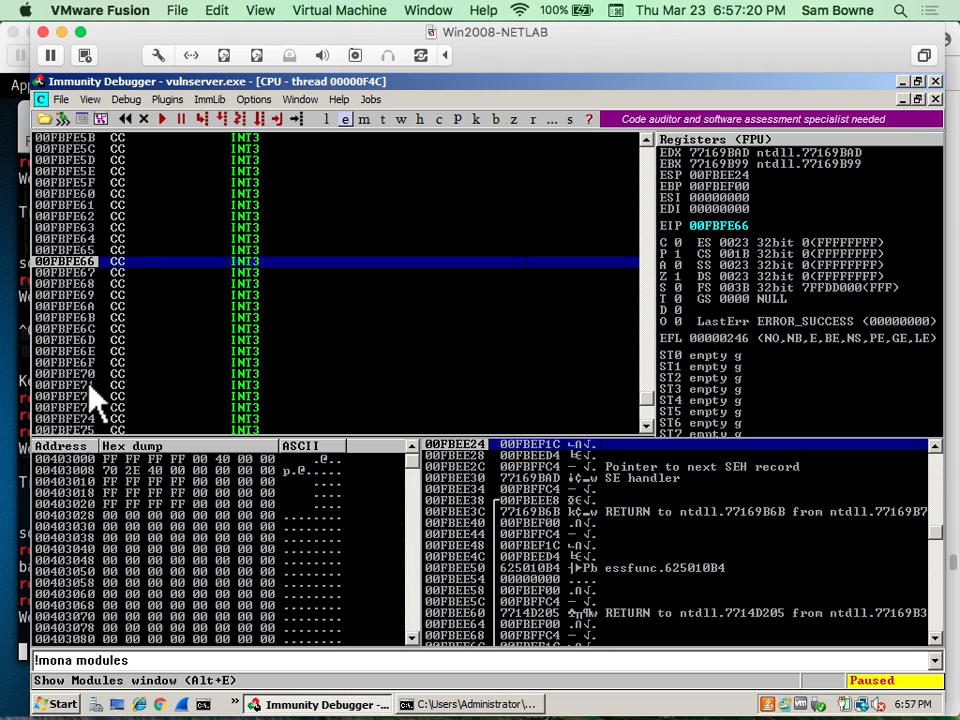 VMware Fusion File Edit View Virtual Machine Window Help 100% Thu Mar 23 6:57:20 PM Sam Bowne
Win2008-NETLAB
Immunity Debugger - vulnserver.exe - [CPU - thread 00000F4C]
C File View Debug Plugins ImmLib Options Window Help Jobs
l e m t w h c p k b z r ... s ? Code auditor and software assessment specialist needed
00FBFE5B CC INT3
00FBFE5C CC INT3
00FBFE5D CC INT3
00FBFE5E CC INT3
00FBFE5F CC INT3
00FBFE60 CC INT3
00FBFE61 CC INT3
00FBFE62 CC INT3
00FBFE63 CC INT3
00FBFE64 CC INT3
00FBFE65 CC INT3
00FBFE66 CC INT3
00FBFE67 CC INT3
00FBFE68 CC INT3
00FBFE69 CC INT3
00FBFE6A CC INT3
00FBFE6B CC INT3
00FBFE6C CC INT3
00FBFE6D CC INT3
00FBFE6E CC INT3
00FBFE6F CC INT3
00FBFE70 CC INT3
00FBFE71 CC INT3
CC INT3
CC INT3
00FBFE74 CC INT3
00FBFE75 CC INT3
Registers (FPU)
EDX 77169BAD ntdll.77169BAD
EBX 77169B99 ntdll.77169B99
ESP 00FBEE24
EBP 00FBEF00
ESI 00000000
EDI 00000000
EIP 00FBFE66
C 0 ES 0023 32bit 0(FFFFFFFF)
P 1 CS 001B 32bit 0(FFFFFFFF)
A 0 SS 0023 32bit 0(FFFFFFFF)
Z 1 DS 0023 32bit 0(FFFFFFFF)
S 0 FS 003B 32bit 7FFDD000(FFF)
T 0 GS 0000 NULL
D 0
O 0 LastErr ERROR_SUCCESS (00000000)
EFL 00000246 (NO,NB,E,BE,NS,PE,GE,LE)
ST0 empty g
ST1 empty g
ST2 empty g
ST3 empty g
ST4 empty g
ST5 empty g
ST6 empty g
ST7 empty g
Address Hex dump ASCII
00403000 FF FF FF FF 00 40 00 00 .@..
00403008 70 2E 40 00 00 00 00 00 p.@.....
00403010 FF FF FF FF 00 00 00 00 ....
00403018 FF FF FF FF 00 00 00 00 ....
00403020 FF FF FF FF 00 00 00 00 ....
00403028 00 00 00 00 00 00 00 00 ........
00403030 00 00 00 00 00 00 00 00 ........
00403038 00 00 00 00 00 00 00 00 ........
00403040 00 00 00 00 00 00 00 00 ........
00403048 00 00 00 00 00 00 00 00 ........
00403050 00 00 00 00 00 00 00 00 ........
00403058 00 00 00 00 00 00 00 00 ........
00403060 00 00 00 00 00 00 00 00 ........
00403068 00 00 00 00 00 00 00 00 ........
00403070 00 00 00 00 00 00 00 00 ........
00403078 00 00 00 00 00 00 00 00 ........
00403080 00 00 00 00 00 00 00 00 ........
00FBEE24 00FBEF1C
00FBEE28 00FBEED4
00FBEE2C 00FBFFC4 Pointer to next SEH record
00FBEE30 77169BAD SE handler
00FBEE34 00FBFFC4
00FBEE38 00FBEEE8
00FBEE3C 77169B6B RETURN to ntdll.77169B6B from ntdll.77169B7
00FBEE40 00FBEF00
00FBEE44 00FBFFC4
00FBEE48 00FBEF1C
00FBEE4C 00FBEED4
00FBEE50 625010B4 essfunc.625010B4
00FBEE54 00000000 ....
00FBEE58 00FBEF00
00FBEE5C 00FBFFC4
00FBEE60 7714D205 RETURN to ntdll.7714D205 from ntdll.77169B3
00FBEE64 00FBEF00
00FBEE68 00FBFFC4
!mona modules
Show Modules window (Alt+E) Paused
Start » Immunity Debugger -... C:\Users\Administrator\... 6:57 PM